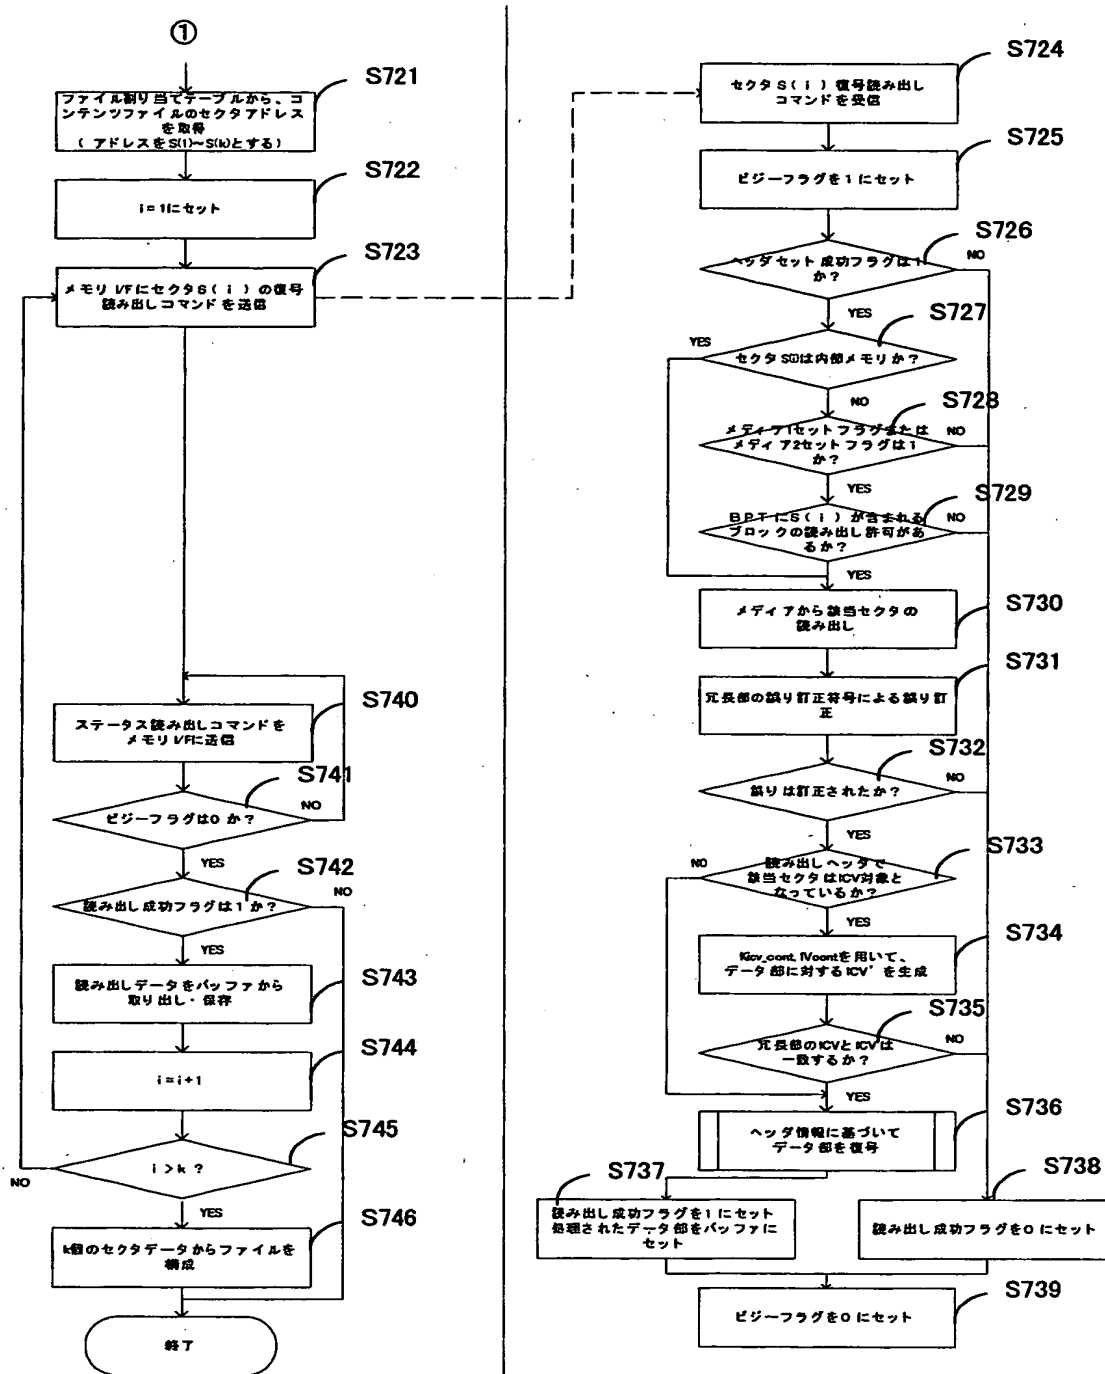 ①
S721
ファイル割り当てテーブルから、コ
ンテンツファイルのセクタアドレス
を取得
( アドレスをS(1)~S(k)とする)
S722
i=1にセット
S723
メモリ I/FにセクタS( i )の復号
読み出しコマンドを送信
S740
ステータス読み出しコマンドを
メモリ I/Fに送信
S741
ビジーフラグは0 か?
NO
YES
S742
読み出し成功フラグは1 か?
NO
YES
S743
読み出しデータをバッファから
取り出し・保存
S744
i=i+1
S745
i>k ?
NO
YES
S746
k個のセクタデータからファイルを
構成
終了
S724
セクタS( i )復号読み出し
コマンドを受信
S725
ビジーフラグを1 にセット
S726
ヘッダセット成功フラグは1
か?
NO
YES
S727
セクタS(i)は内部メモリか?
YES
NO
S728
メディア1セットフラグまたは
メディア2セットフラグは1
か?
NO
YES
S729
BPTにS( i )が含まれる
ブロックの読み出し許可があ
るか?
NO
YES
S730
メディアから該当セクタの
読み出し
S731
冗長部の誤り訂正符号による誤り訂
正
S732
誤りは訂正されたか?
NO
YES
S733
読み出しヘッダで
該当セクタはICV対象と
なっているか?
NO
YES
S734
Kicv_cont, IVcontを用いて、
データ部に対するICV'を生成
S735
冗長部のICVとICV'は
一致するか?
NO
YES
S736
ヘッダ情報に基づいて
データ部を復号
S737
読み出し成功フラグを1 にセット
処理されたデータ部をバッファに
セット
S738
読み出し成功フラグを0 にセット
S739
ビジーフラグを0 にセット